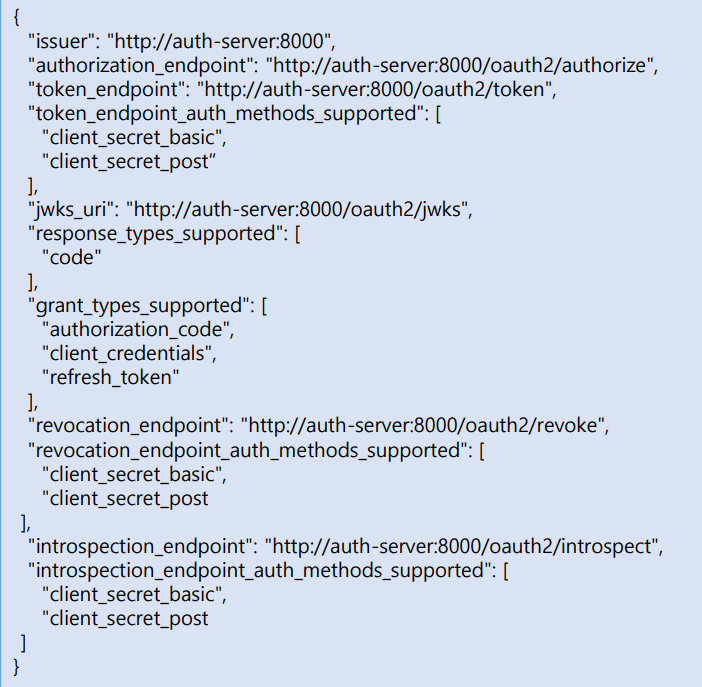 {
"issuer": "http://auth-server:8000",
"authorization_endpoint": "http://auth-server:8000/oauth2/authorize",
"token_endpoint": "http://auth-server:8000/oauth2/token",
"token_endpoint_auth_methods_supported": [
"client_secret_basic",
"client_secret_post”
],
"jwks_uri": "http://auth-server:8000/oauth2/jwks",
"response_types_supported": [
"code"
],
"grant_types_supported": [
"authorization_code",
"client_credentials",
"refresh_token"
],
"revocation_endpoint": "http://auth-server:8000/oauth2/revoke",
"revocation_endpoint_auth_methods_supported": [
"client_secret_basic",
"client_secret_post
],
"introspection_endpoint": "http://auth-server:8000/oauth2/introspect",
"introspection_endpoint_auth_methods_supported": [
"client_secret_basic",
"client_secret_post
]
}